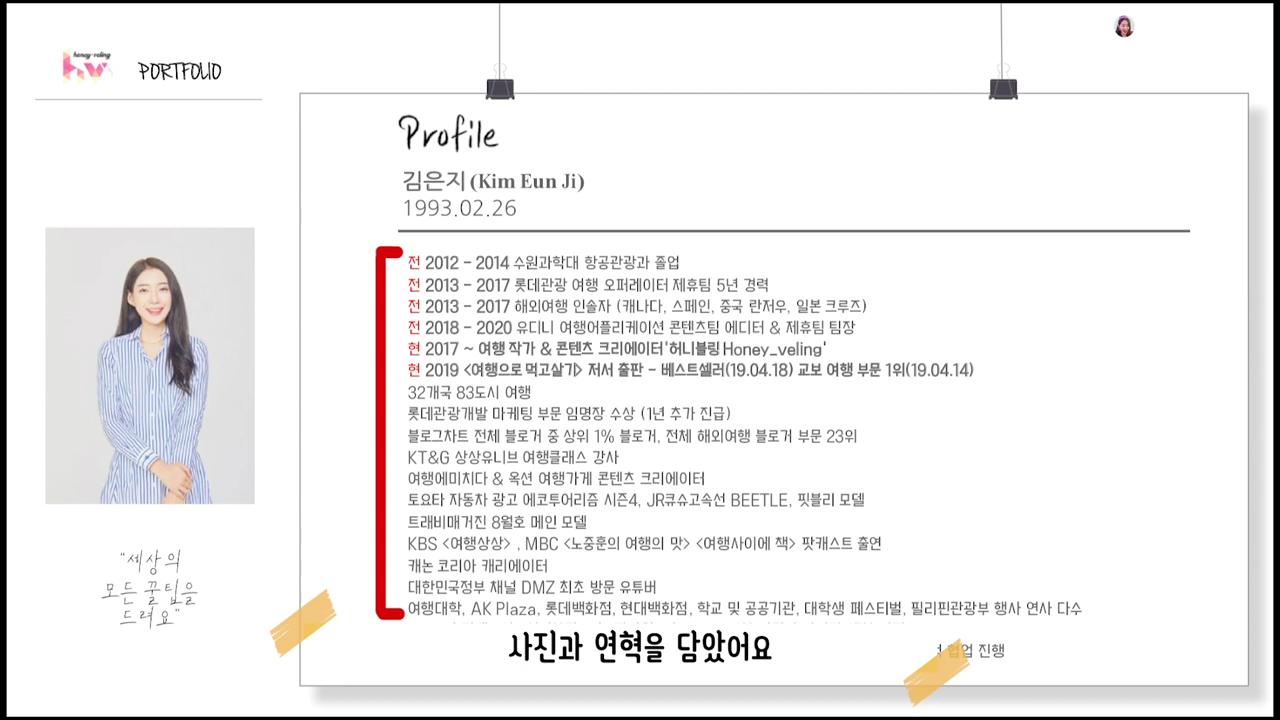 honey-veling
hv
PORTFOLIO
Profile
김은지(Kim Eun Ji)
1993.02.26
전 2012 - 2014 수원과학대 항공관광과 졸업
전 2013 - 2017 롯데관광 여행 오퍼레이터 제휴팀 5년 경력
전 2013 - 2017 해외여행 인솔자 (캐나다, 스페인, 중국 란저우, 일본 크루즈)
전 2018 - 2020 유디니 여행어플리케이션 콘텐츠팀 에디터 & 제휴팀 팀장
현 2017 ~ 여행 작가 & 콘텐츠 크리에이터'허니블링 Honey_veling'
현 2019 <여행으로 먹고살기> 저서 출판 - 베스트셀러(19.04.18) 교보 여행 부문 1위(19.04.14)
32개국 83도시 여행
롯데관광개발 마케팅 부문 임명장 수상 (1년 추가 진급)
블로그차트 전체 블로거 중 상위 1% 블로거, 전체 해외여행 블로거 부문 23위
KT&G 상상유니브 여행클래스 강사
여행에미치다 & 옥션 여행가게 콘텐츠 크리에이터
토요타 자동차 광고 에코투어리즘 시즌4, JR큐슈고속선 BEETLE, 핏블리 모델
트래비매거진 8월호 메인 모델
KBS <여행상상> , MBC <노중훈의 여행의 맛> <여행사이에 책> 팟캐스트 출연
캐논 코리아 캐리에이터
대한민국정부 채널 DMZ 최초 방문 유튜버
여행대학, AK Plaza, 롯데백화점, 현대백화점, 학교 및 공공기관, 대학생 페스티벌, 필리핀관광부 행사 연사 다수
협업 진행
"세상의
모든 꿀팁을
드려요"
사진과 연혁을 담았어요